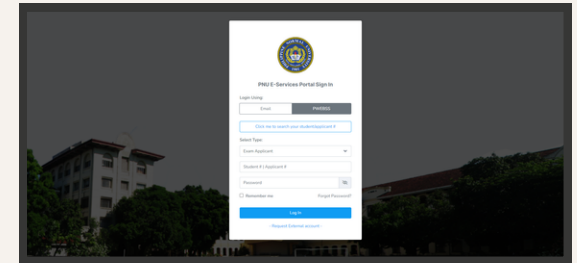 PNU E-Services Portal Sign In
Login Using:
Email
Click me to search your student/applicant #
Select Type:
Exam Applicant
Student # | Applicant #
Password
Remember me
Forgot Password?
Log In
- Request External Account -